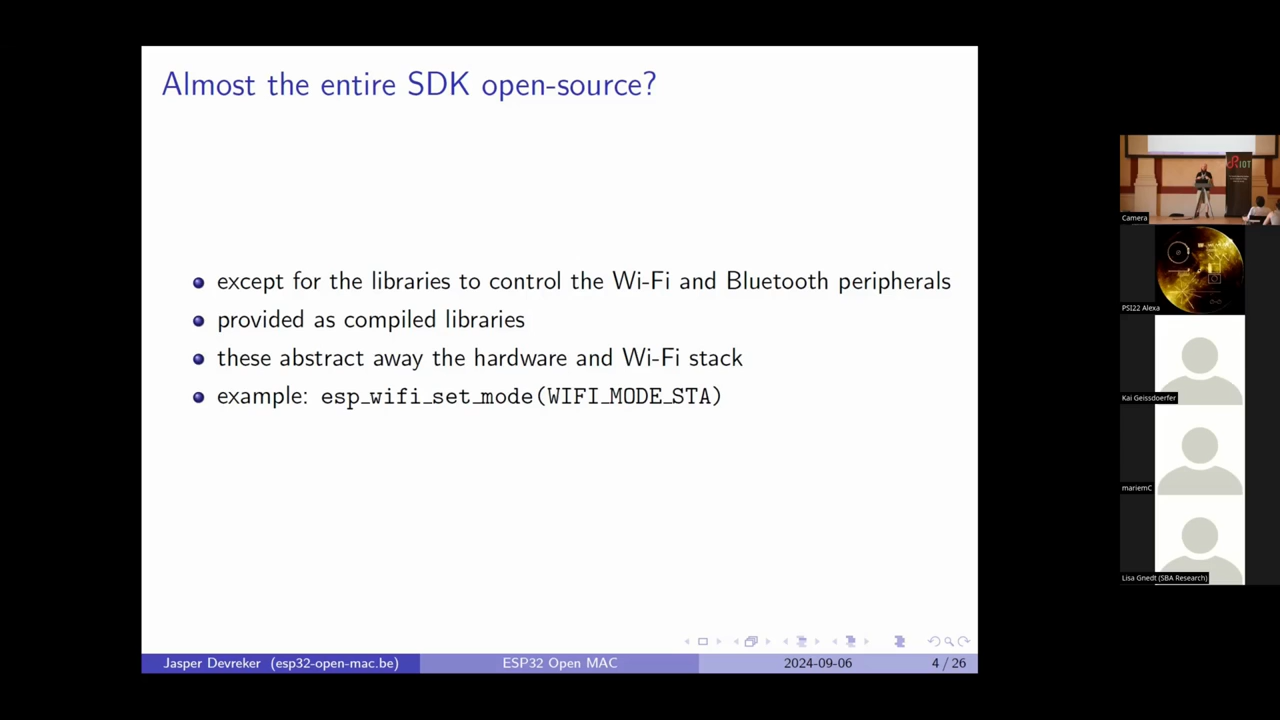 Almost the entire SDK open-source?
except for the libraries to control the Wi-Fi and Bluetooth peripherals
provided as compiled libraries
these abstract away the hardware and Wi-Fi stack
example: esp_wifi_set_mode(WIFI_MODE_STA)
Jasper Devreker (esp32-open-mac.be) ESP32 Open MAC 2024-09-06 4 / 26
RIOT
Camera
PSI22 Alexa
Kai Geissdoerfer
mariemC
Lisa Gnedt (SBA Research)